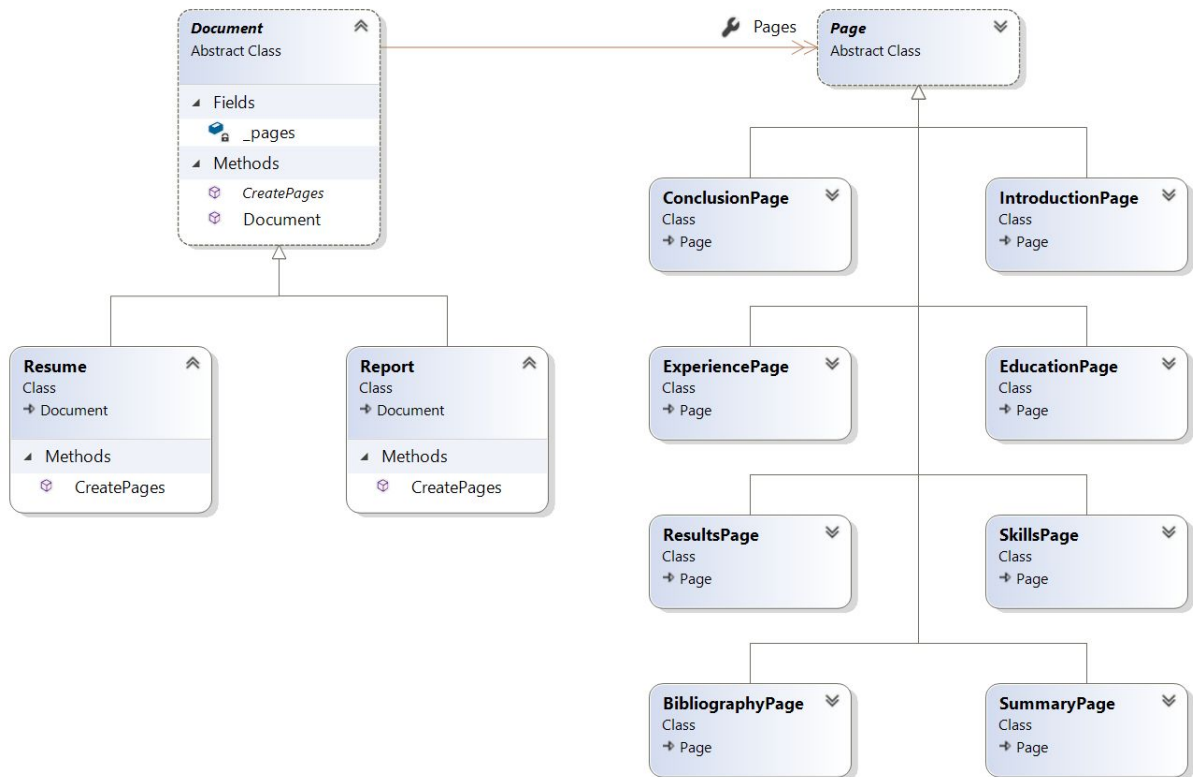 Document
Abstract Class
Fields
_pages
Methods
CreatePages
Document
Pages
Page
Abstract Class
Resume
Class
Document
Methods
CreatePages
Report
Class
Document
Methods
CreatePages
ConclusionPage
Class
Page
IntroductionPage
Class
Page
ExperiencePage
Class
Page
EducationPage
Class
Page
ResultsPage
Class
Page
SkillsPage
Class
Page
BibliographyPage
Class
Page
SummaryPage
Class
Page